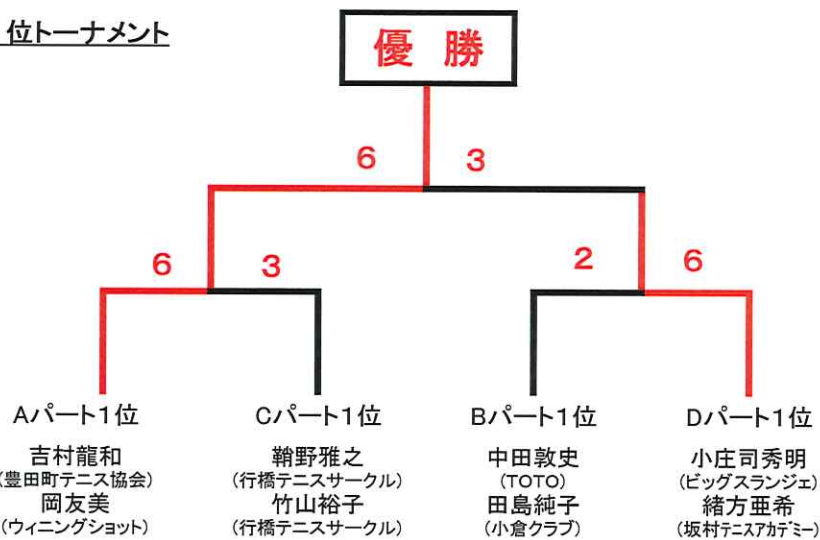 位トーナメント
優勝
6 3
6 3 2 6
Aパート1位 Cパート1位 Bパート1位 Dパート1位
吉村龍和 鞘野雅之 中田敦史 小庄司秀明
(豊田町テニス協会) (行橋テニスサークル) (TOTO) (ビッグスランジェ)
岡友美 竹山裕子 田島純子 緒方亜希
(ウィニングショット) (行橋テニスサークル) (小倉クラブ) (坂村テニスアカデミー)